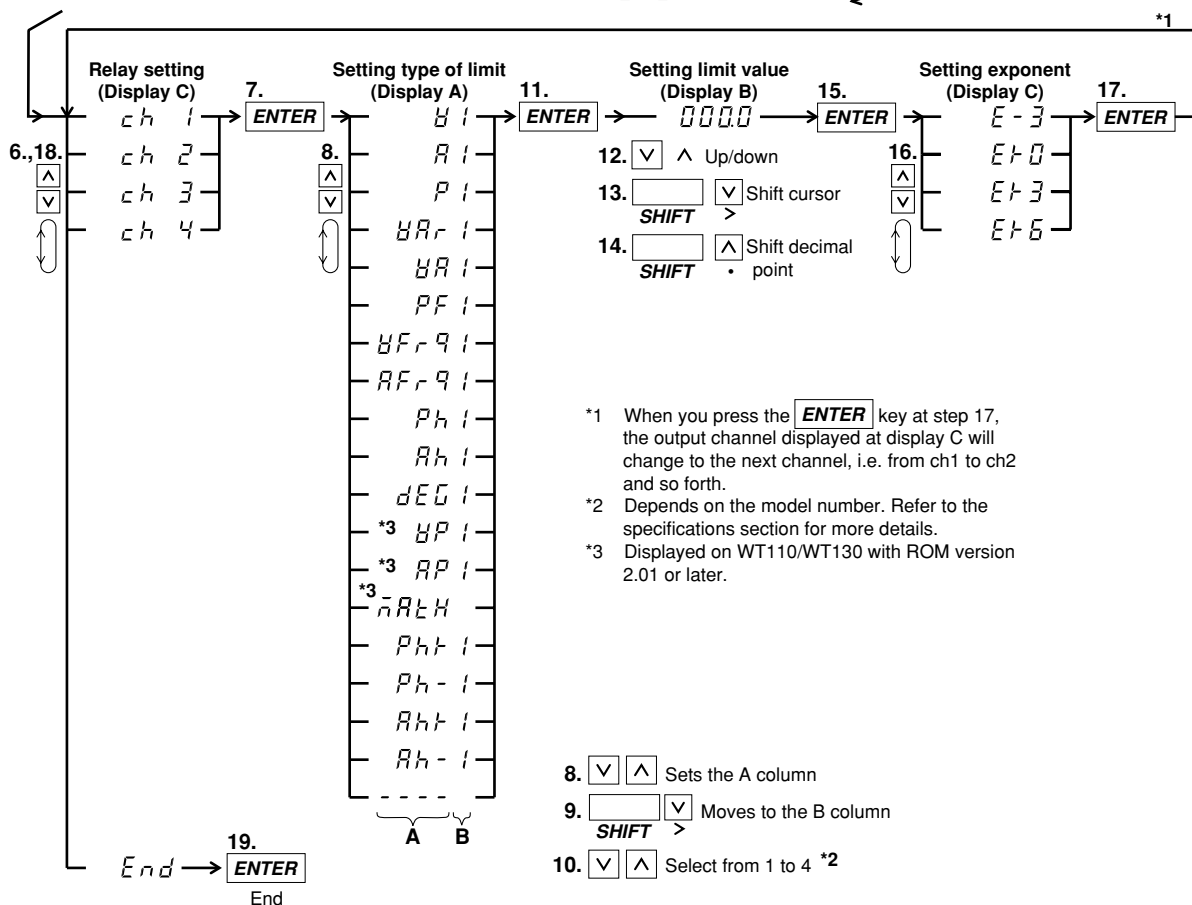 *1
Relay setting
(Display C)
7.
ENTER
Setting type of limit
(Display A)
11.
ENTER
Setting limit value
(Display B)
15.
ENTER
Setting exponent
(Display C)
17.
ENTER
6.,18.
ch 1
ch 2
ch 3
ch 4
8.
V 1
A 1
P 1
VAr 1
VA 1
PF 1
VFrq 1
AFrq 1
Ph 1
Ah 1
dEG 1
*3 VP 1
*3 AP 1
*3 MAtH
Ph+ 1
Ph- 1
Ah+ 1
Ah- 1
- - - -
A B
000.0
12. Up/down
13. Shift cursor
SHIFT >
14. Shift decimal
SHIFT • point
16.
E-3
E+0
E+3
E+6
*1 When you press the ENTER key at step 17,
the output channel displayed at display C will
change to the next channel, i.e. from ch1 to ch2
and so forth.
*2 Depends on the model number. Refer to the
specifications section for more details.
*3 Displayed on WT110/WT130 with ROM version
2.01 or later.
8. Sets the A column
9. Moves to the B column
SHIFT >
10. Select from 1 to 4 *2
End
19.
ENTER
End